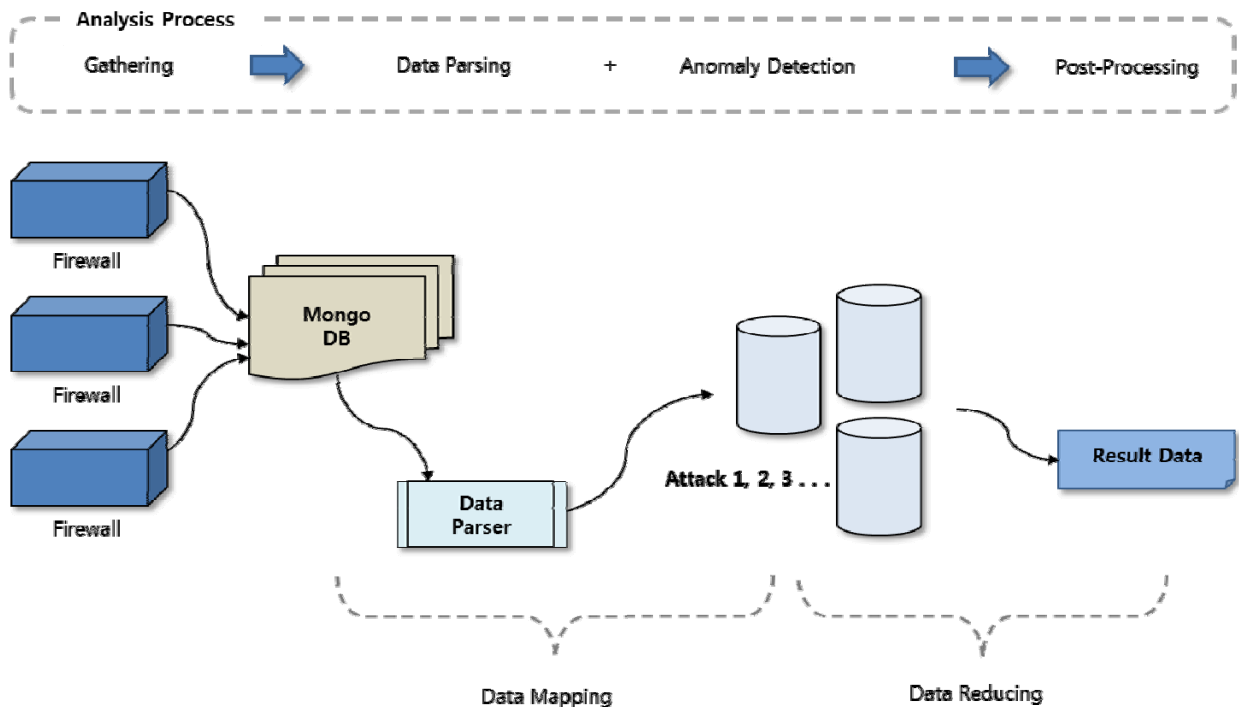 Analysis Process
Gathering
Data Parsing
+
Anomaly Detection
Post-Processing
Firewall
Firewall
Firewall
Mongo
DB
Data
Parser
Attack 1, 2, 3 . . .
Result Data
Data Mapping
Data Reducing